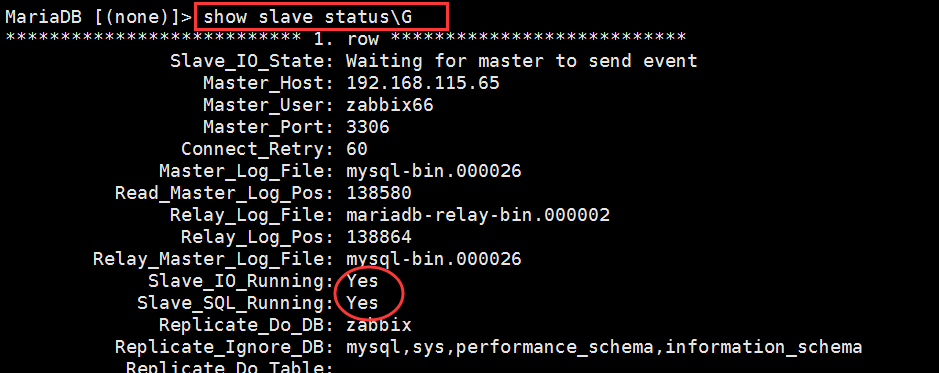 MariaDB [(none)]> show slave status\G
*************************** 1. row ***************************
Slave_IO_State: Waiting for master to send event
Master_Host: 192.168.115.65
Master_User: zabbix66
Master_Port: 3306
Connect_Retry: 60
Master_Log_File: mysql-bin.000026
Read_Master_Log_Pos: 138580
Relay_Log_File: mariadb-relay-bin.000002
Relay_Log_Pos: 138864
Relay_Master_Log_File: mysql-bin.000026
Slave_IO_Running: Yes
Slave_SQL_Running: Yes
Replicate_Do_DB: zabbix
Replicate_Ignore_DB: mysql,sys,performance_schema,information_schema
Replicate_Do_Table: